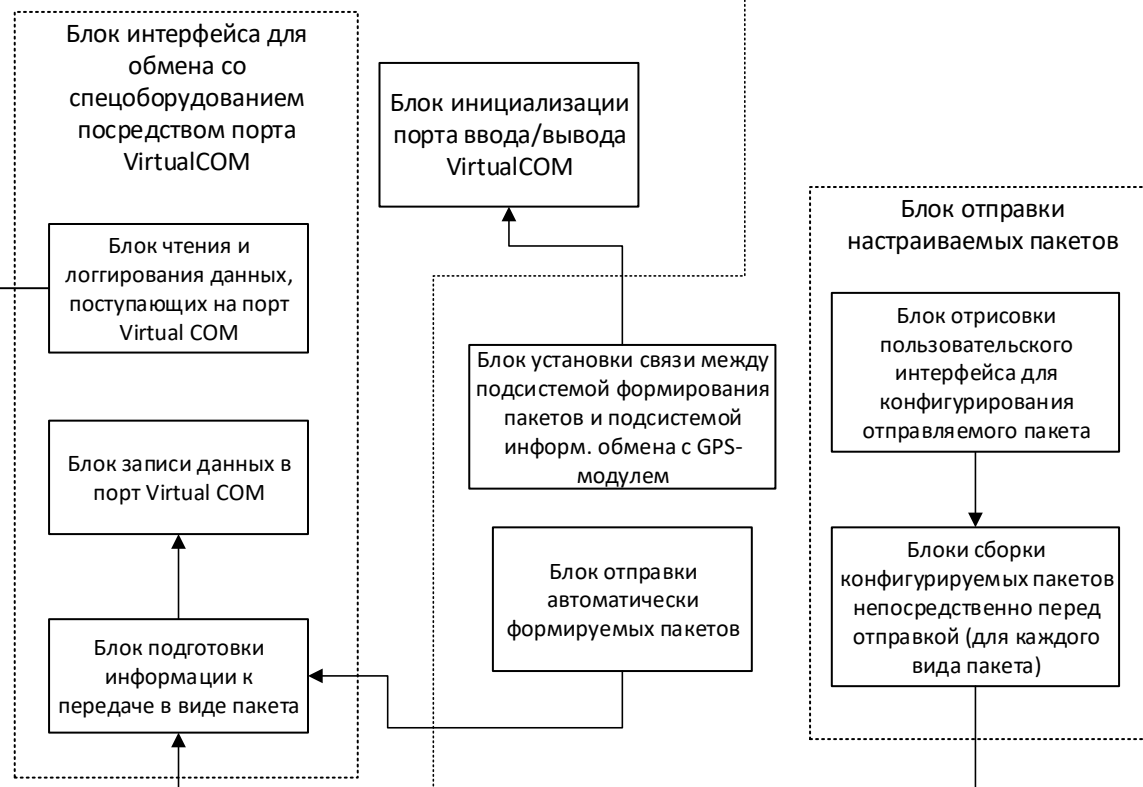 Блок интерфейса для
обмена со
спецоборудованием
посредством порта
VirtualCOM
Блок чтения и
логгирования данных,
поступающих на порт
Virtual COM
Блок записи данных в
порт Virtual COM
Блок подготовки
информации к
передаче в виде пакета
Блок инициализации
порта ввода/вывода
VirtualCOM
Блок установки связи между
подсистемой формирования
пакетов и подсистемой
информ. обмена с GPS-
модулем
Блок отправки
автоматически
формируемых пакетов
Блок отправки
настраиваемых пакетов
Блок отрисовки
пользовательского
интерфейса для
конфигурирования
отправляемого пакета
Блоки сборки
конфигурируемых пакетов
непосредственно перед
отправкой (для каждого
вида пакета)